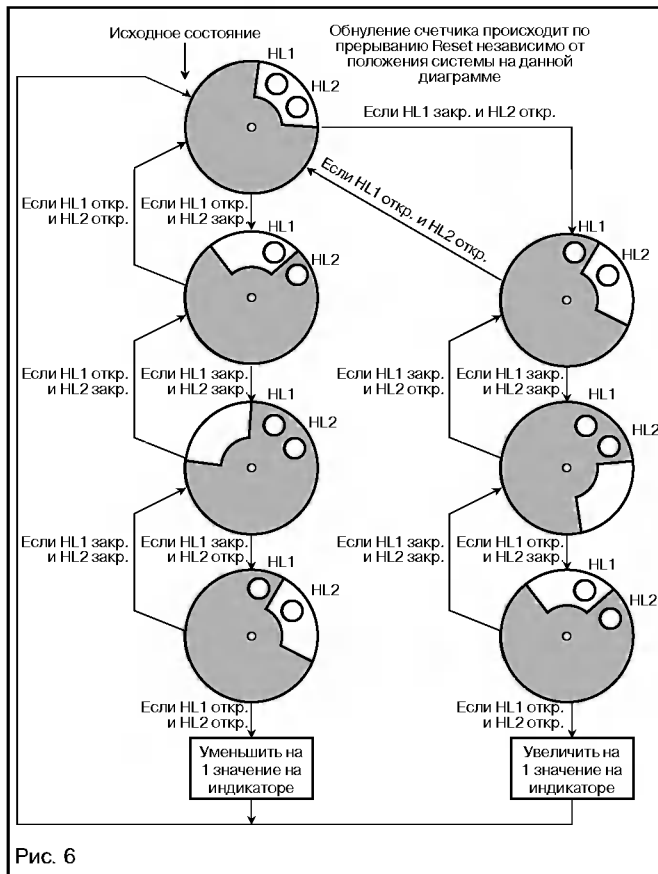 Исходное состояние
Обнуление счетчика происходит по
прерыванию Reset независимо от
положения системы на данной
диаграмме
HL1
HL2
Если HL1 закр. и HL2 откр.
Если HL1 откр. и HL2 откр.
Если HL1 откр.
и HL2 откр.
Если HL1 откр.
и HL2 закр.
HL1
HL2
HL1
HL2
Если HL1 откр.
и HL2 закр.
Если HL1 закр.
и HL2 закр.
HL1
HL2
Если HL1 закр.
и HL2 откр.
Если HL1 закр.
и HL2 закр.
HL1
HL2
Если HL1 закр.
и HL2 закр.
Если HL1 закр.
и HL2 откр.
HL1
HL2
Если HL1 закр.
и HL2 закр.
Если HL1 откр.
и HL2 закр.
HL1
HL2
Если HL1 откр.
и HL2 откр.
Если HL1 откр.
и HL2 откр.
Уменьшить на
1 значение на
индикаторе
Увеличить на
1 значение на
индикаторе
Рис. 6